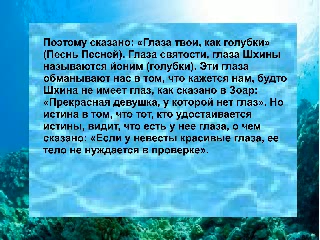 Поэтому сказано: «Глаза твои, как голубки»
(Песнь Песней). Глаза святости, глаза Шхины
называются йоним (голубки). Эти глаза
обманывают нас в том, что кажется нам, будто
Шхина не имеет глаз, как сказано в Зоар:
«Прекрасная девушка, у которой нет глаз». Но
истина в том, что тот, кто удостаивается
истины, видит, что есть у нее глаза, о чем
сказано: «Если у невесты красивые глаза, ее
тело не нуждается в проверке».